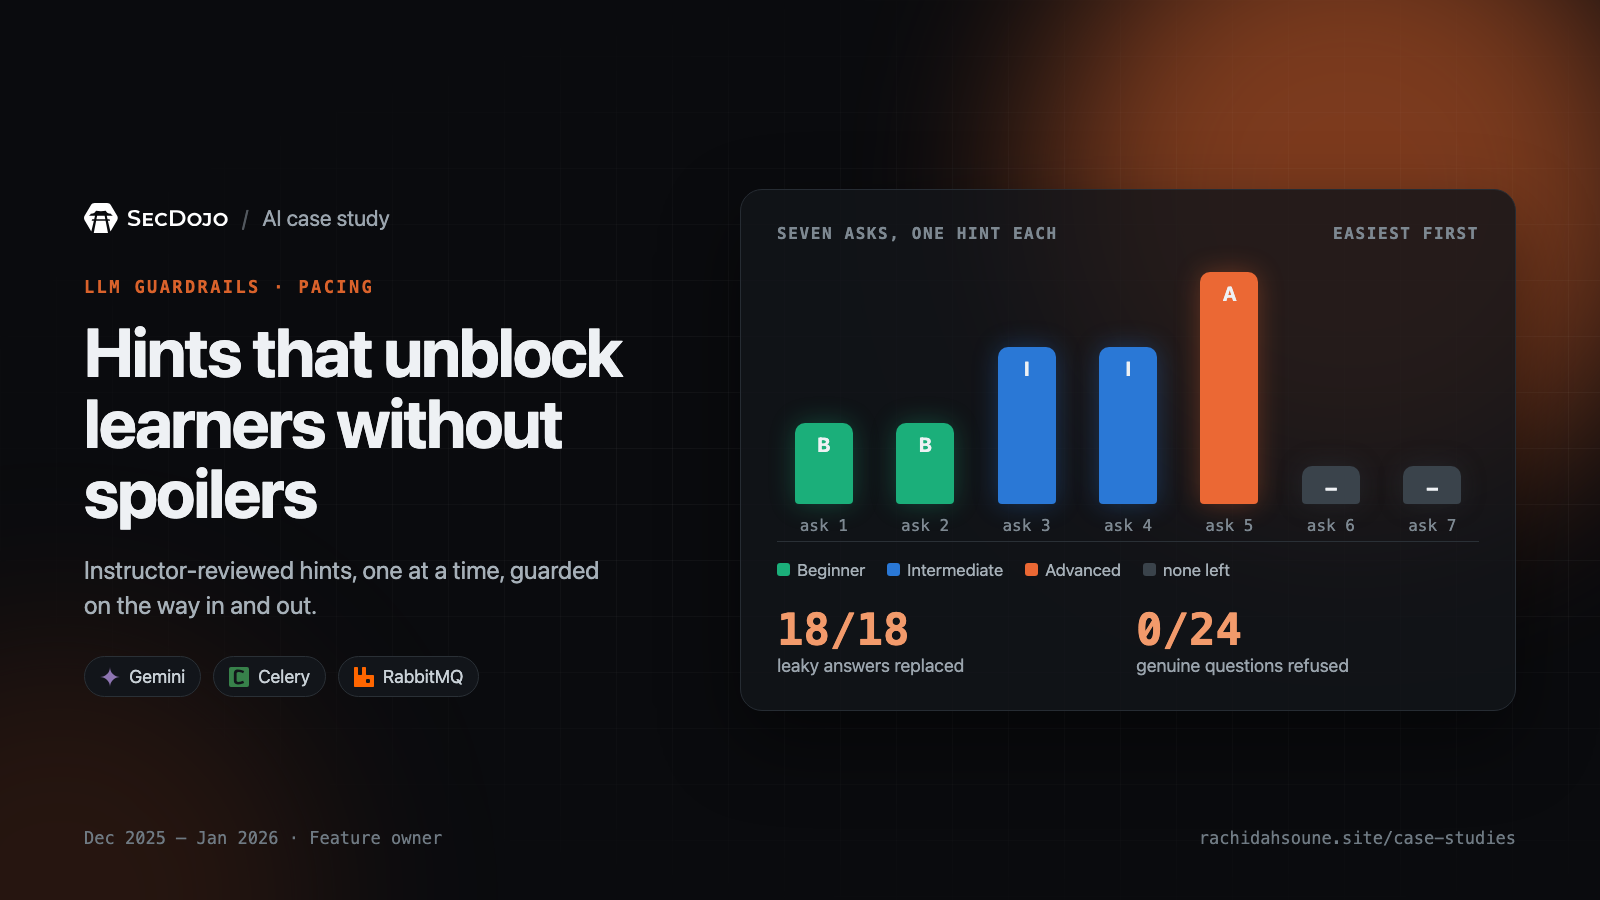 SECDOJO / AI case study
LLM GUARDRAILS · PACING
Hints that unblock
learners without
spoilers
Instructor-reviewed hints, one at a time, guarded
on the way in and out.
Gemini
Celery
RabbitMQ
SEVEN ASKS, ONE HINT EACH
EASIEST FIRST
B
B
I
I
A
–
–
ask 1
ask 2
ask 3
ask 4
ask 5
ask 6
ask 7
Beginner
Intermediate
Advanced
none left
18/18
leaky answers replaced
0/24
genuine questions refused
Dec 2025 — Jan 2026 · Feature owner
rachidahsoune.site/case-studies